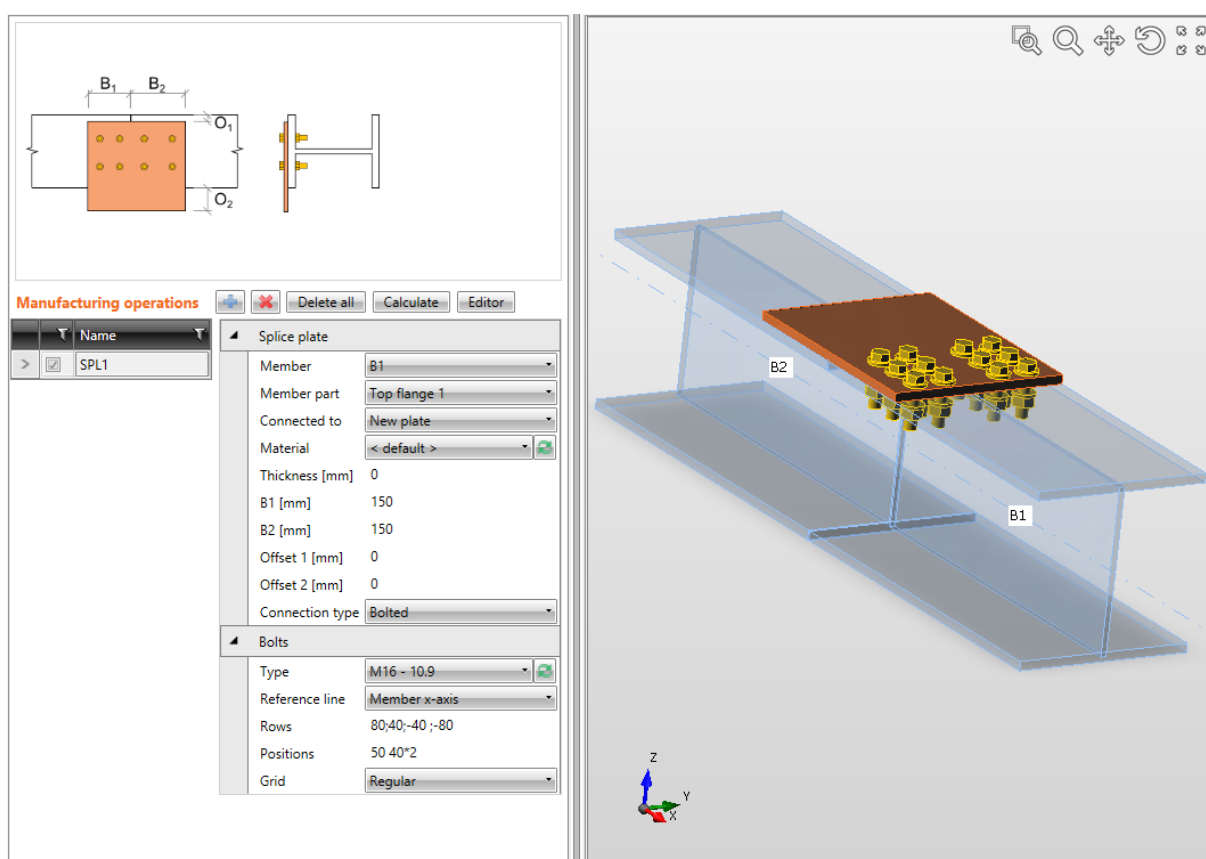 B1 B2
O1
O2
Manufacturing operations Delete all Calculate Editor
Name
SPL1
Splice plate
Member B1
Member part Top flange 1
Connected to New plate
Material < default >
Thickness [mm] 0
B1 [mm] 150
B2 [mm] 150
Offset 1 [mm] 0
Offset 2 [mm] 0
Connection type Bolted
Bolts
Type M16 - 10.9
Reference line Member x-axis
Rows 80;40;-40 ;-80
Positions 50 40*2
Grid Regular
B2
B1
Z
Y
X